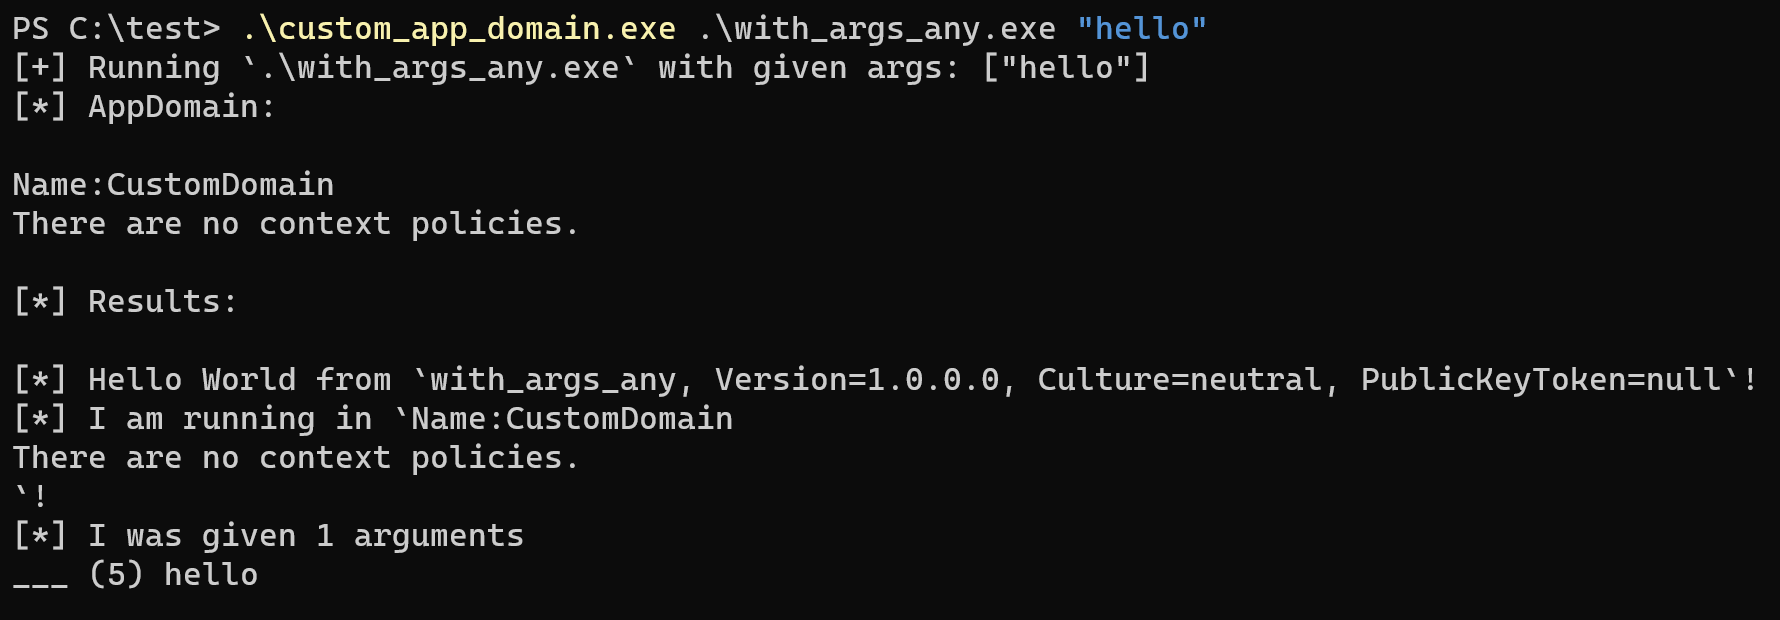 PS C:\test> .\custom_app_domain.exe .\with_args_any.exe "hello"
[+] Running `.\with_args_any.exe` with given args: ["hello"]
[*] AppDomain:
Name:CustomDomain
There are no context policies.
[*] Results:
[*] Hello World from `with_args_any, Version=1.0.0.0, Culture=neutral, PublicKeyToken=null`!
[*] I am running in `Name:CustomDomain
There are no context policies.
`!
[*] I was given 1 arguments
___ (5) hello